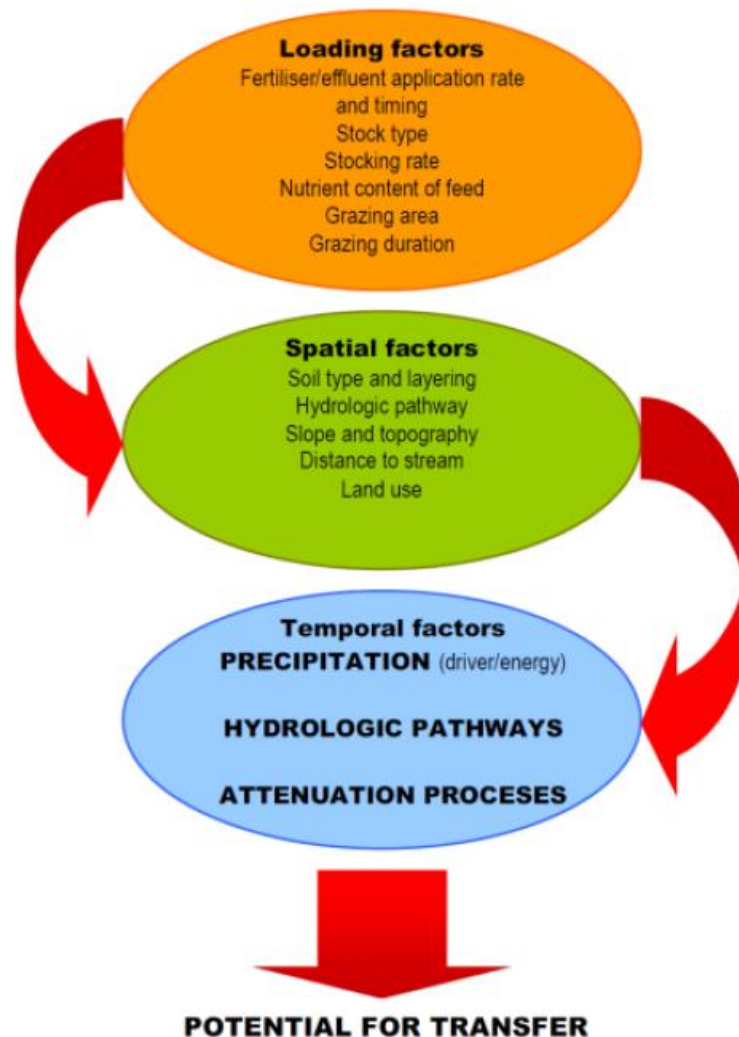 Loading factors
Fertiliser/effluent application rate
and timing
Stock type
Stocking rate
Nutrient content of feed
Grazing area
Grazing duration
Spatial factors
Soil type and layering
Hydrologic pathway
Slope and topography
Distance to stream
Land use
Temporal factors
PRECIPITATION (driver/energy)
HYDROLOGIC PATHWAYS
ATTENUATION PROCESES
POTENTIAL FOR TRANSFER